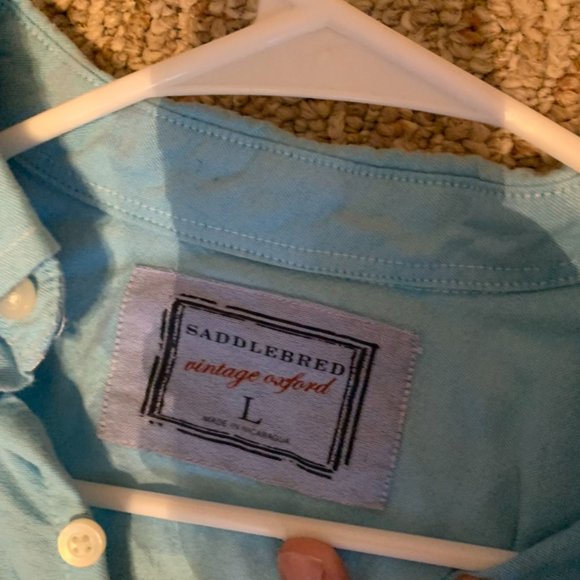 SADDLEBRED
vintage oxford
L
MADE IN NICARAGUA